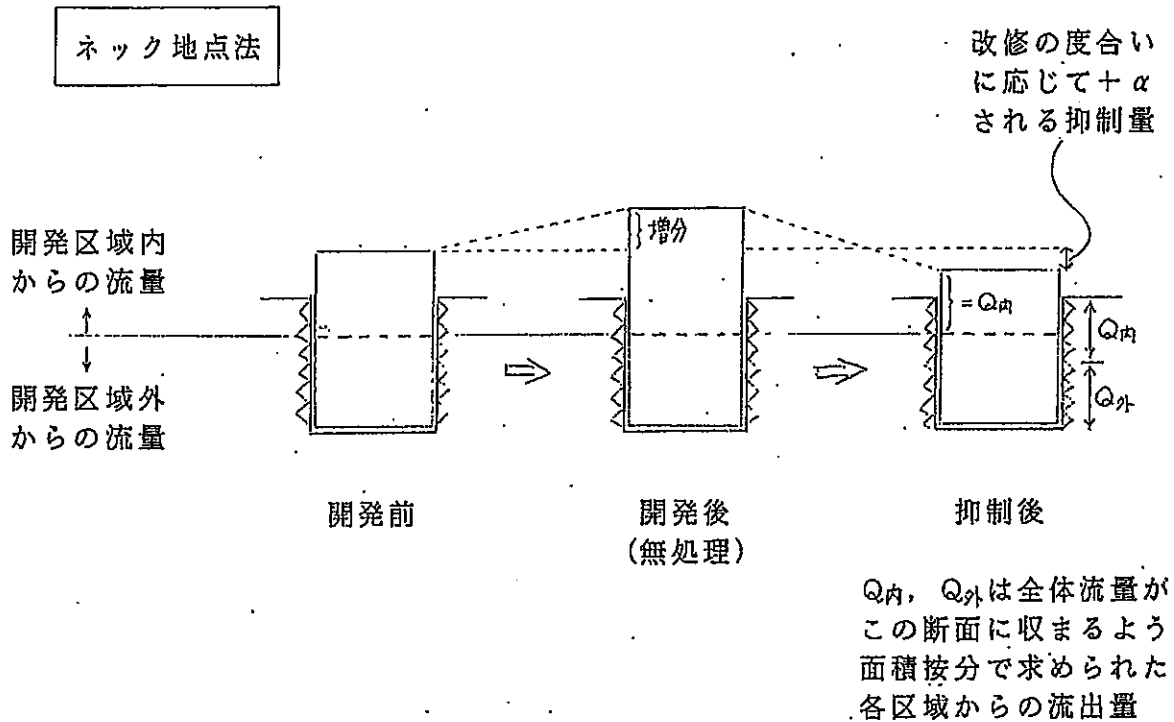 ネック地点法
改修の度合い
に応じて＋α
される抑制量
開発区域内
からの流量
開発区域外
からの流量
増分
＝Q内
Q内
Q外
開発前
開発後
(無処理)
抑制後
Q内，Q外は全体流量が
この断面に収まるよう
面積按分で求められた
各区域からの流出量